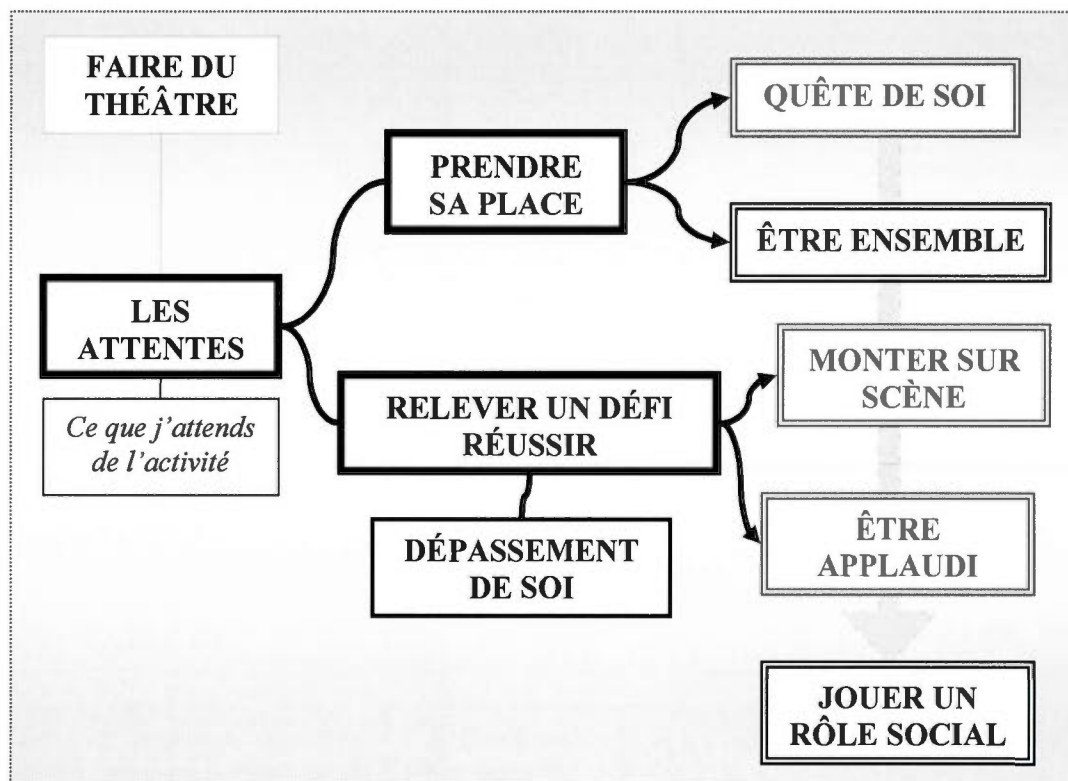 FAIRE DU
THÉÂTRE
LES
ATTENTES
Ce que j'attends
de l'activité
PRENDRE
SA PLACE
RELEVER UN DÉFI
RÉUSSIR
DÉPASSEMENT
DE SOI
QUÊTE DE SOI
ÊTRE ENSEMBLE
MONTER SUR
SCÈNE
ÊTRE
APPLAUDI
JOUER UN
RÔLE SOCIAL